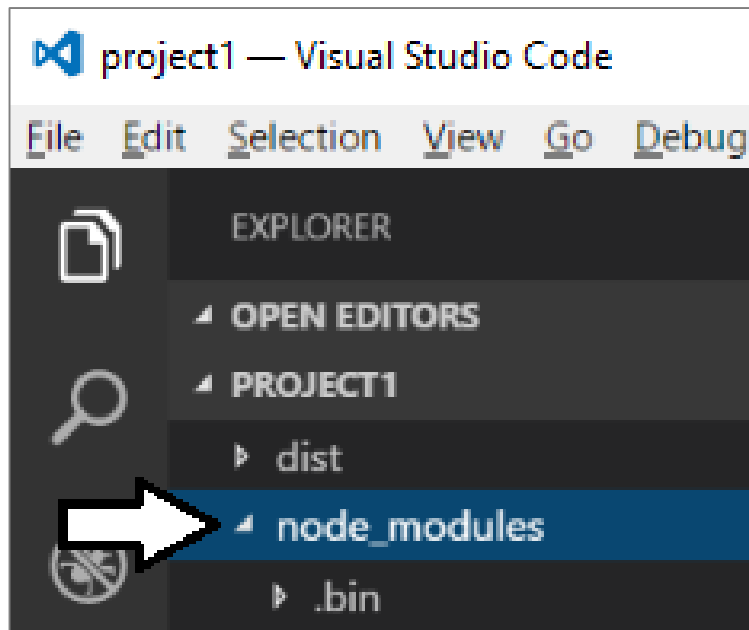 project1 — Visual Studio Code
File Edit Selection View Go Debug
EXPLORER
OPEN EDITORS
PROJECT1
dist
node_modules
.bin